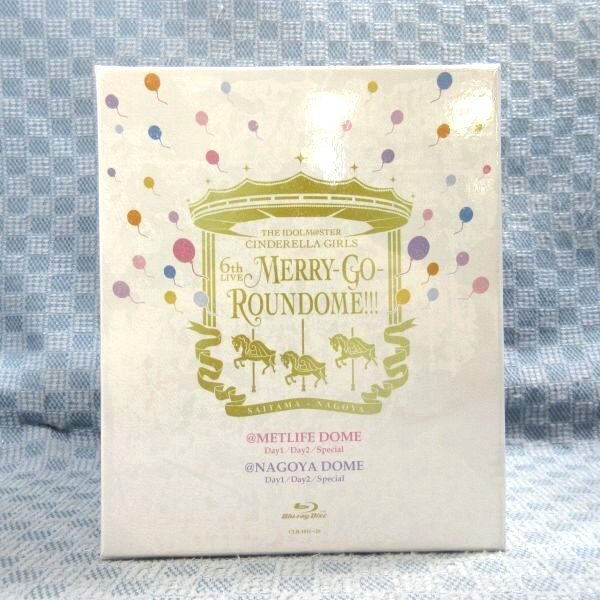 THE IDOLM@STER
CINDERELLA GIRLS
6th LIVE MERRY-GO-
ROUNDOME!!!
SAITAMA - NAGOYA
@METLIFE DOME
Day1/Day2/Special
@NAGOYA DOME
Day1/Day2/Special
Blu-ray Disc